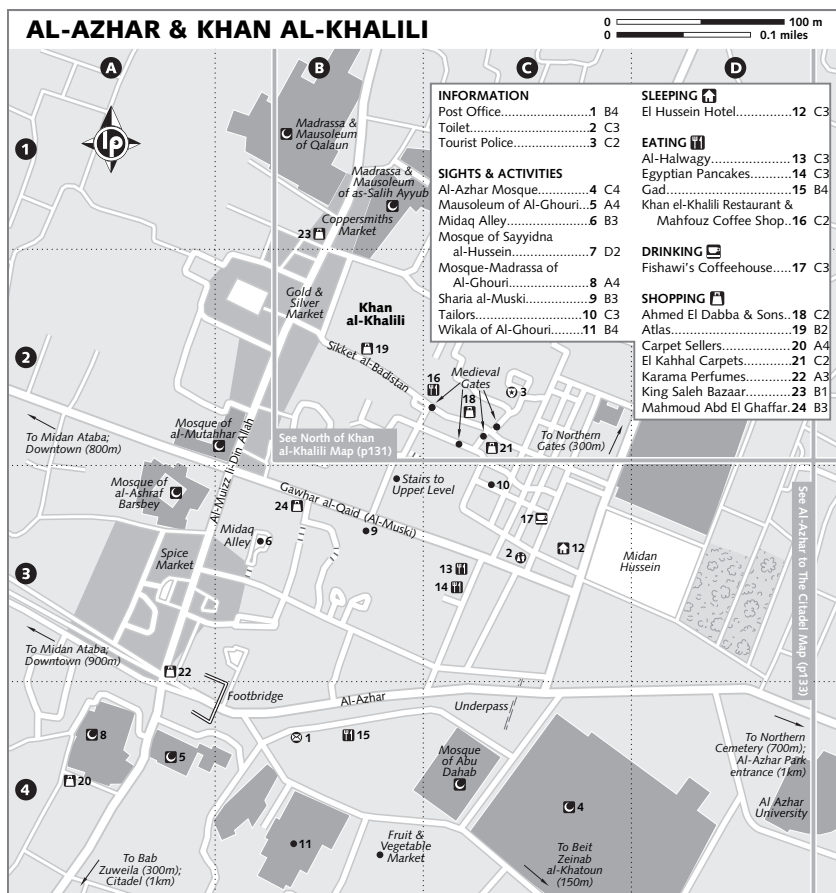 AL-AZHAR & KHAN AL-KHALILI
0 100 m
0 0.1 miles
A
B
C
D
1
2
3
4
lp
INFORMATION
Post Office...............................1 B4
Toilet........................................2 C3
Tourist Police...........................3 C2
SIGHTS & ACTIVITIES
Al-Azhar Mosque.....................4 C4
Mausoleum of Al-Ghouri...5 A4
Midaq Alley..............................6 B3
Mosque of Sayyidna
al-Hussein............................7 D2
Mosque-Madrassa of
Al-Ghouri.............................8 A4
Sharia al-Muski........................9 B3
Tailors.....................................10 C3
Wikala of Al-Ghouri...............11 B4
SLEEPING
El Hussein Hotel....................12 C3
EATING
Al-Halwagy............................13 C3
Egyptian Pancakes.................14 C3
Gad........................................15 B4
Khan el-Khalili Restaurant &
Mahfouz Coffee Shop..16 C2
DRINKING
Fishawi's Coffeehouse.....17 C3
SHOPPING
Ahmed El Dabba & Sons..18 C2
Atlas.......................................19 B2
Carpet Sellers.........................20 A4
El Kahhal Carpets...................21 C2
Karama Perfumes..................22 A3
King Saleh Bazaar..................23 B1
Mahmoud Abd El Ghaffar.24 B3
Madrassa &
Mausoleum
of Qalaun
Madrassa &
Mausoleum
of as-Salih Ayyub
Coppersmiths
Market
23
Gold &
Silver
Market
Khan
al-Khalili
19
Sikket al-Badistan
Medieval
Gates
16
18
3
21
To Northern
Gates (300m)
To Midan Ataba;
Downtown (800m)
Mosque of
al-Mutahhar
See North of Khan
al-Khalili Map (p131)
Al-Muizz li-Din Allah
Mosque of
al-Ashraf
Barsbey
Stairs to
Upper Level
10
Gawhar al-Qaid (Al-Muski)
24
9
17
Midaq
Alley
6
2
12
Midan
Hussein
See Al-Azhar to The Citadel Map (p133)
Spice
Market
13
14
To Midan Ataba;
Downtown (900m)
22
Footbridge
Al-Azhar
Underpass
8
5
1
15
Mosque
of Abu
Dahab
To Northern
Cemetery (700m);
Al-Azhar Park
entrance (1km)
20
4
Al Azhar
University
11
Fruit &
Vegetable
Market
To Bab
Zuweila (300m);
Citadel (1km)
To Beit
Zeinab
al-Khatoun
(150m)